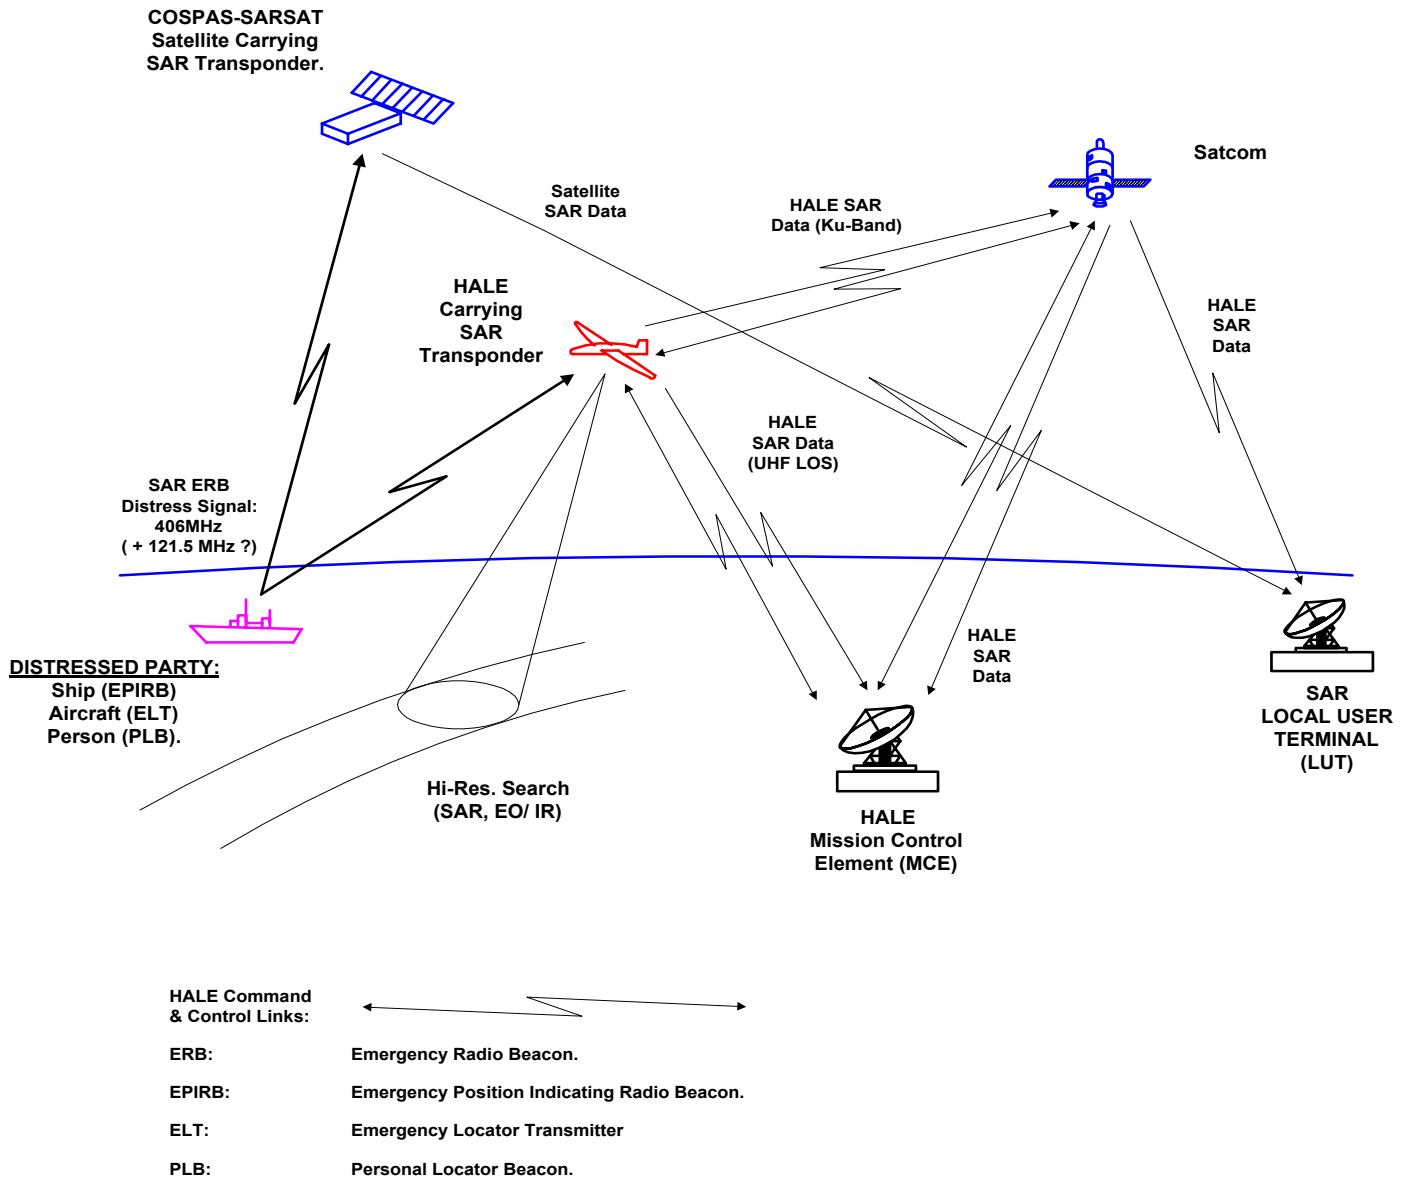 COSPAS-SARSAT
Satellite Carrying
SAR Transponder.
Satcom
Satellite
SAR Data
HALE SAR
Data (Ku-Band)
HALE
Carrying
SAR
Transponder
HALE
SAR
Data
HALE
SAR Data
(UHF LOS)
SAR ERB
Distress Signal:
406MHz
( + 121.5 MHz ?)
DISTRESSED PARTY:
Ship (EPIRB)
Aircraft (ELT)
Person (PLB).
HALE
SAR
Data
SAR
LOCAL USER
TERMINAL
(LUT)
Hi-Res. Search
(SAR, EO/ IR)
HALE
Mission Control
Element (MCE)
HALE Command
& Control Links:
ERB: Emergency Radio Beacon.
EPIRB: Emergency Position Indicating Radio Beacon.
ELT: Emergency Locator Transmitter
PLB: Personal Locator Beacon.